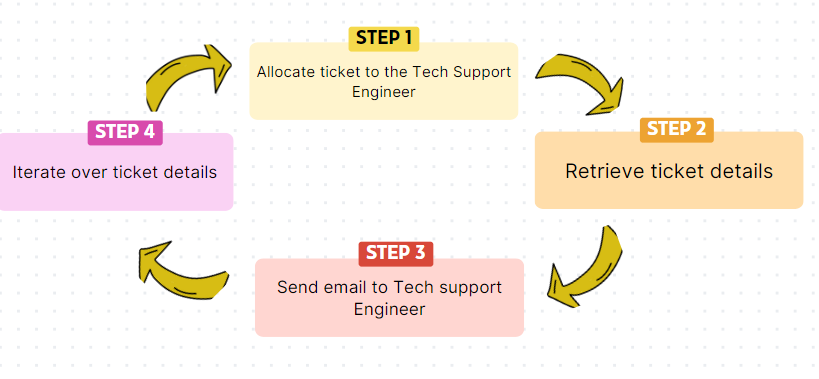 STEP 1
Allocate ticket to the Tech Support
Engineer
STEP 2
Retrieve ticket details
STEP 3
Send email to Tech support
Engineer
STEP 4
Iterate over ticket details